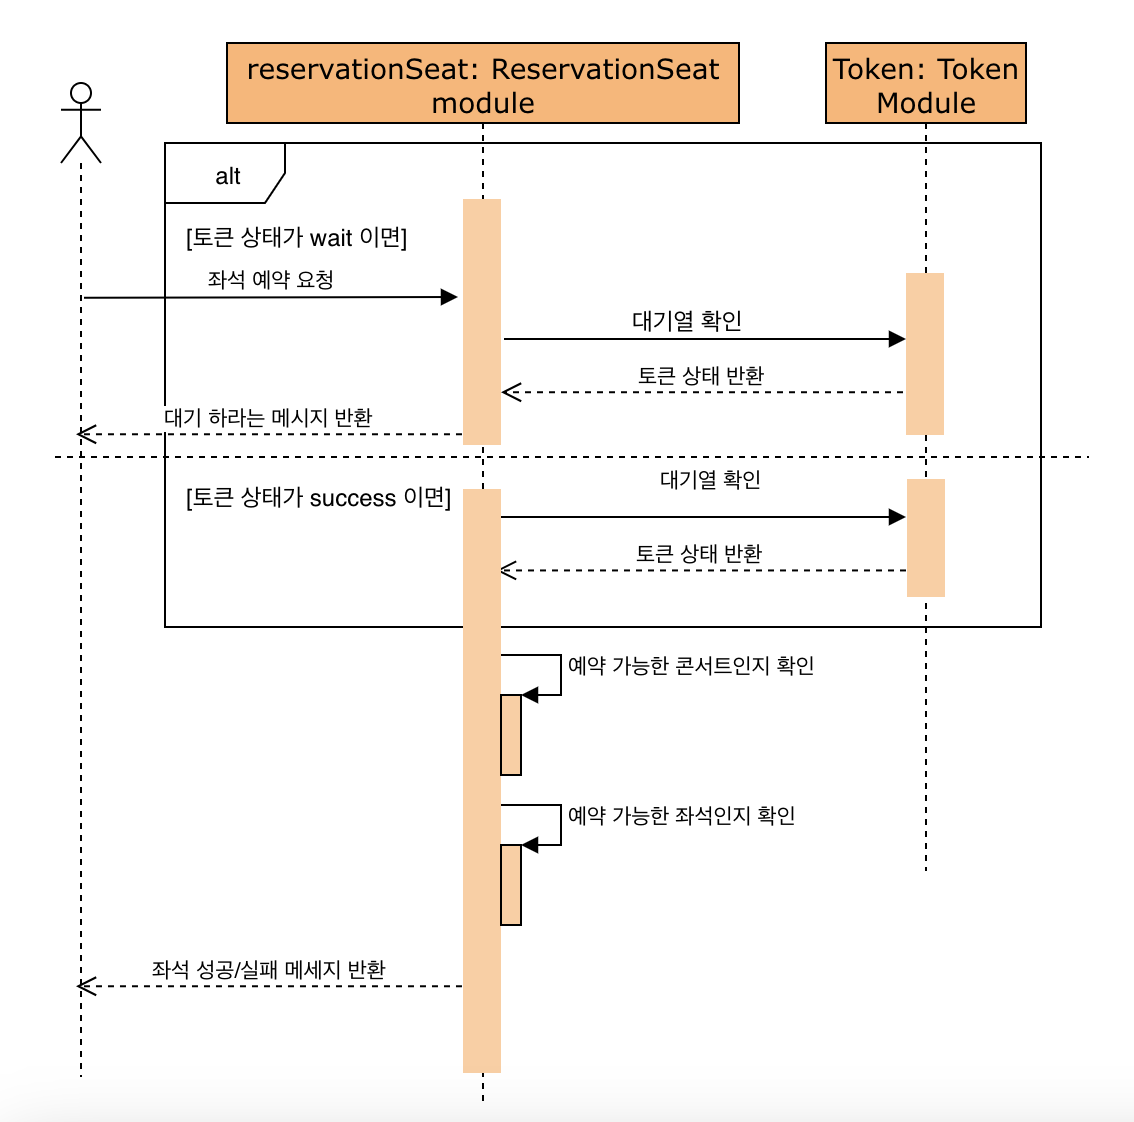 reservationSeat: ReservationSeat
module
Token: Token
Module
alt
[토큰 상태가 wait 이면]
좌석 예약 요청
대기열 확인
토큰 상태 반환
대기 하라는 메시지 반환
대기열 확인
[토큰 상태가 success 이면]
토큰 상태 반환
예약 가능한 콘서트인지 확인
예약 가능한 좌석인지 확인
좌석 성공/실패 메세지 반환